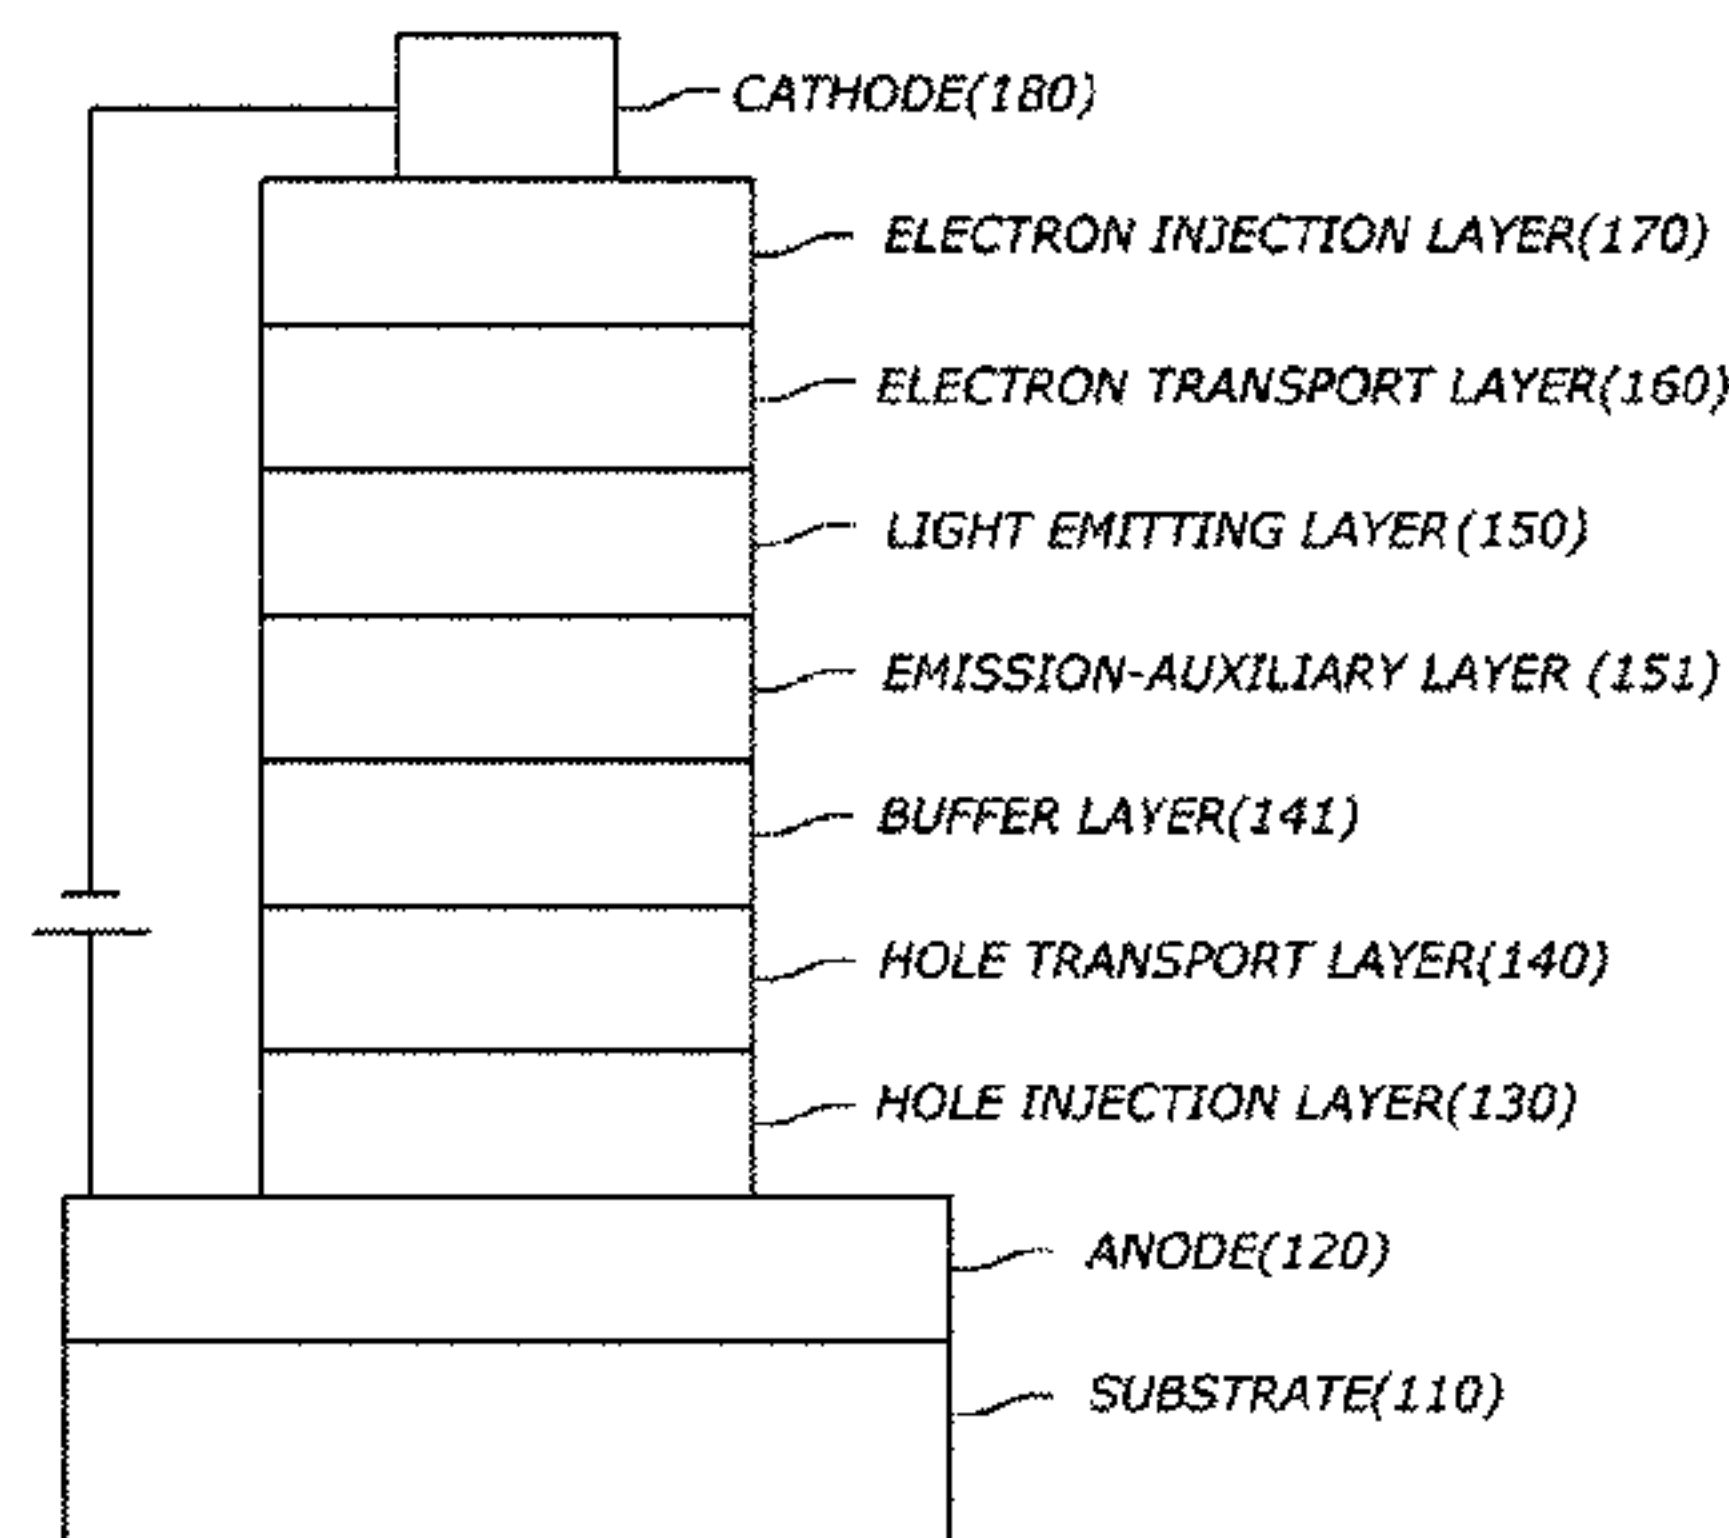 CATHODE(180)
ELECTRON INJECTION LAYER(170)
ELECTRON TRANSPORT LAYER(160)
LIGHT EMITTING LAYER(150)
EMISSION-AUXILIARY LAYER (151)
BUFFER LAYER(141)
HOLE TRANSPORT LAYER(140)
HOLE INJECTION LAYER(130)
ANODE(120)
SUBSTRATE(110)